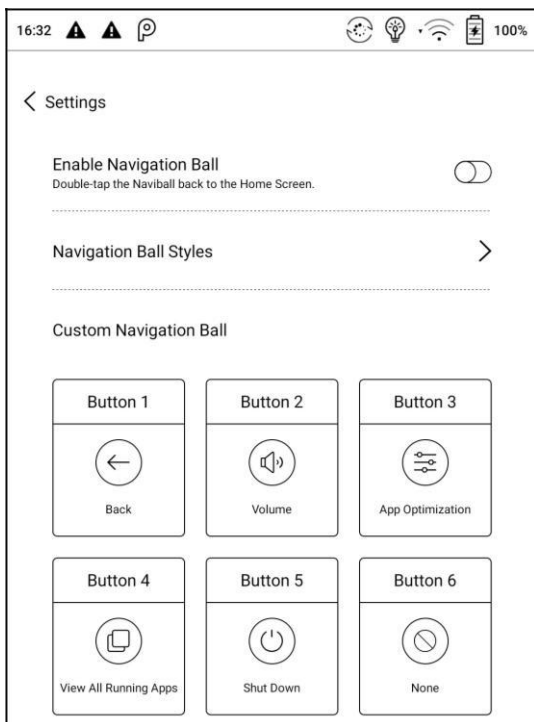 16:32 100%
Settings
Enable Navigation Ball
Double-tap the Naviball back to the Home Screen.
Navigation Ball Styles
Custom Navigation Ball
Button 1 Button 2 Button 3
Back Volume App Optimization
Button 4 Button 5 Button 6
View All Running Apps Shut Down None